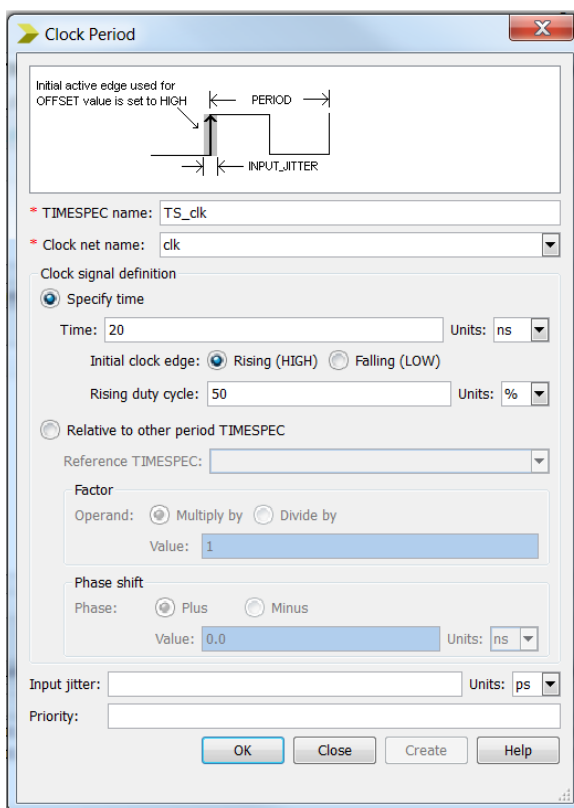 Clock Period
Initial active edge used for
OFFSET value is set to HIGH
PERIOD
INPUT_JITTER
* TIMESPEC name: TS_clk
* Clock net name: clk
Clock signal definition
Specify time
Time: 20 Units: ns
Initial clock edge: Rising (HIGH) Falling (LOW)
Rising duty cycle: 50 Units: %
Relative to other period TIMESPEC
Reference TIMESPEC:
Factor
Operand: Multiply by Divide by
Value: 1
Phase shift
Phase: Plus Minus
Value: 0.0 Units: ns
Input jitter: Units: ps
Priority:
OK Close Create Help